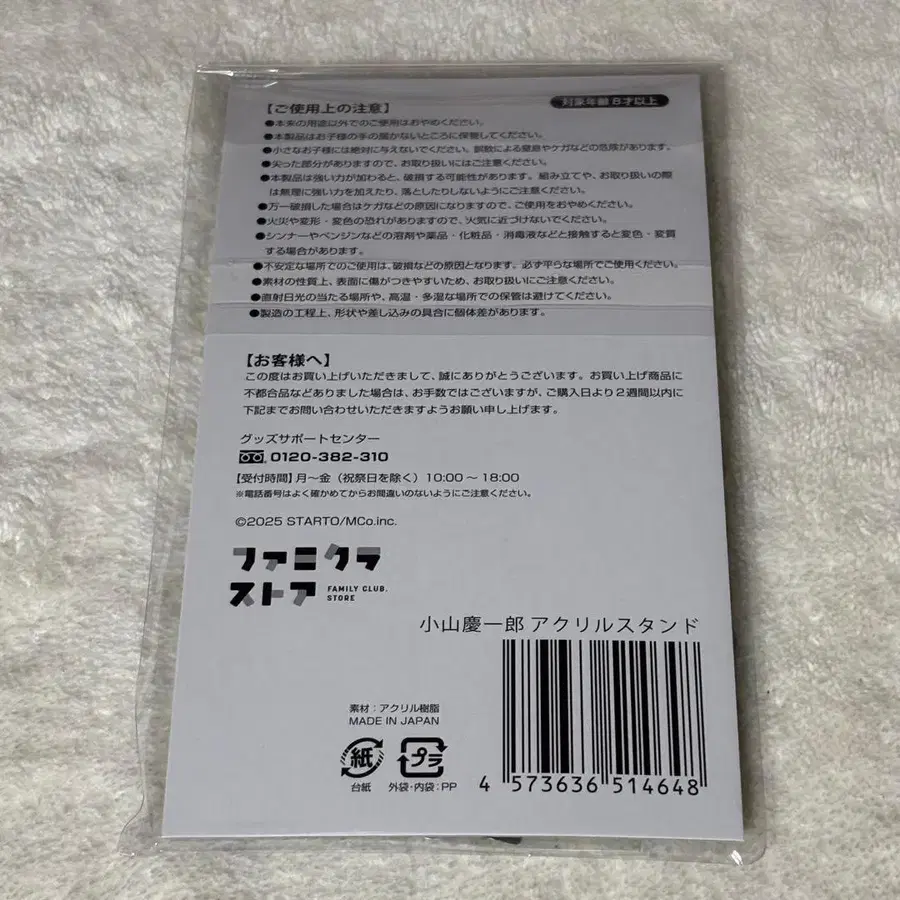 【ご使用上の注意】
対象年齢 8才以上
●本来の用途以外でのご使用はおやめください。
●本製品はお子様の手の届かないところに保管してください。
●小さなお子様には絶対に与えないでください。誤飲による窒息やケガなどの危険があります。
●尖った部分がありますので、お取り扱いにはご注意ください。
●本製品は強い力が加わると、破損する可能性があります。組み立てや、お取り扱いの際
は無理に強い力を加えたり、落としたりしないようにご注意ください。
●万一破損した場合はケガなどの原因になりますので、ご使用をおやめください。
●火災や変形・変色の恐れがありますので、火気に近づけないでください。
●シンナーやベンジンなどの溶剤や薬品・化粧品・消毒液などと接触すると変色・変質
する場合があります。
●不安定な場所でのご使用は、破損などの原因となります。必ず平らな場所でご使用ください。
●素材の性質上、表面に傷がつきやすいため、お取り扱いにご注意ください。
●直射日光の当たる場所や、高温・多湿な場所での保管は避けてください。
●製造の工程上、形状や差し込みの具合に個体差があります。
【お客様へ】
この度はお買い上げいただきまして、誠にありがとうございます。お買い上げ商品に
不都合品などありました場合は、お手数ではございますが、ご購入日より2週間以内に
下記までお問い合わせいただきますようお願い申し上げます。
グッズサポートセンター
0120-382-310
【受付時間】月〜金（祝祭日を除く）10:00〜18:00
※電話番号はよく確かめてからお間違いのないようにご注意ください。
©2025 STARTO/MCo.inc.
ファミクラ
ストア FAMILY CLUB.
STORE
小山慶一郎 アクリルスタンド
素材：アクリル樹脂
MADE IN JAPAN
紙 プラ
台紙 外袋・内袋：PP
4 573636 514648